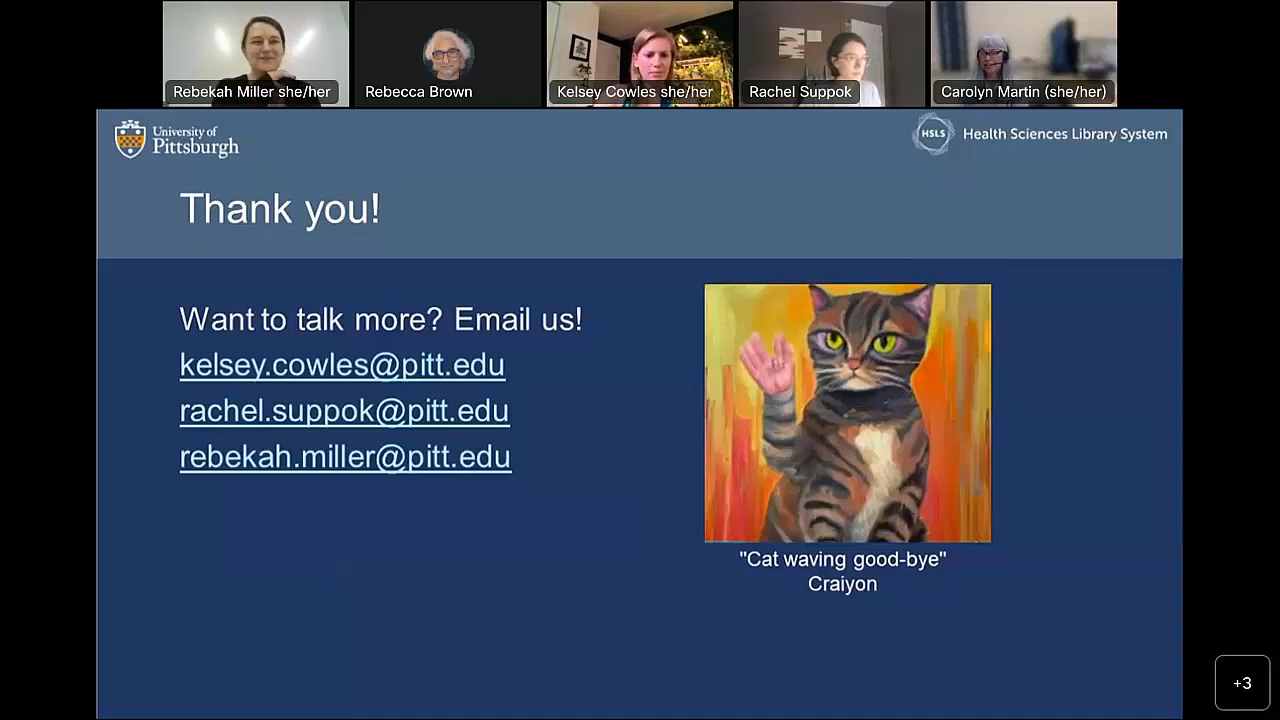 Rebekah Miller she/her
Rebecca Brown
Kelsey Cowles she/her
Rachel Suppok
Carolyn Martin (she/her)
University of
Pittsburgh
HSLS
Health Sciences Library System
Thank you!
Want to talk more? Email us!
kelsey.cowles@pitt.edu
rachel.suppok@pitt.edu
rebekah.miller@pitt.edu
"Cat waving good-bye"
Craiyon
+3